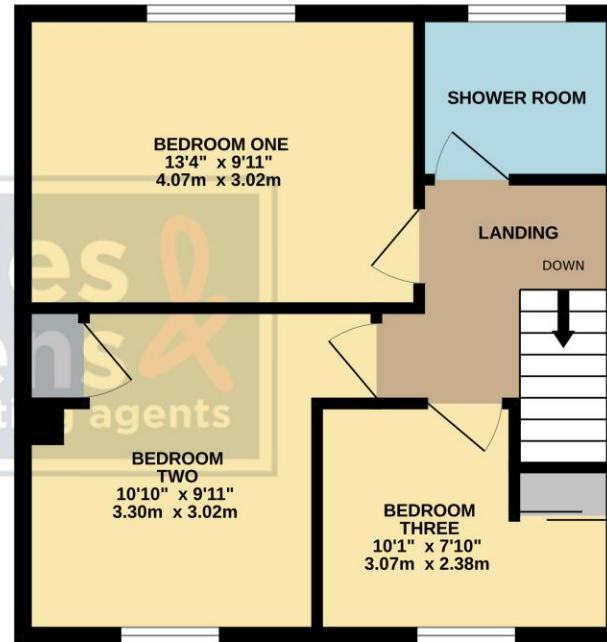 SHOWER ROOM
BEDROOM ONE
13'4" x 9'11"
4.07m x 3.02m
LANDING
DOWN
agents
BEDROOM
TWO
10'10" x 9'11"
3.30m x 3.02m
BEDROOM
THREE
10'1" x 7'10"
3.07m x 2.38m